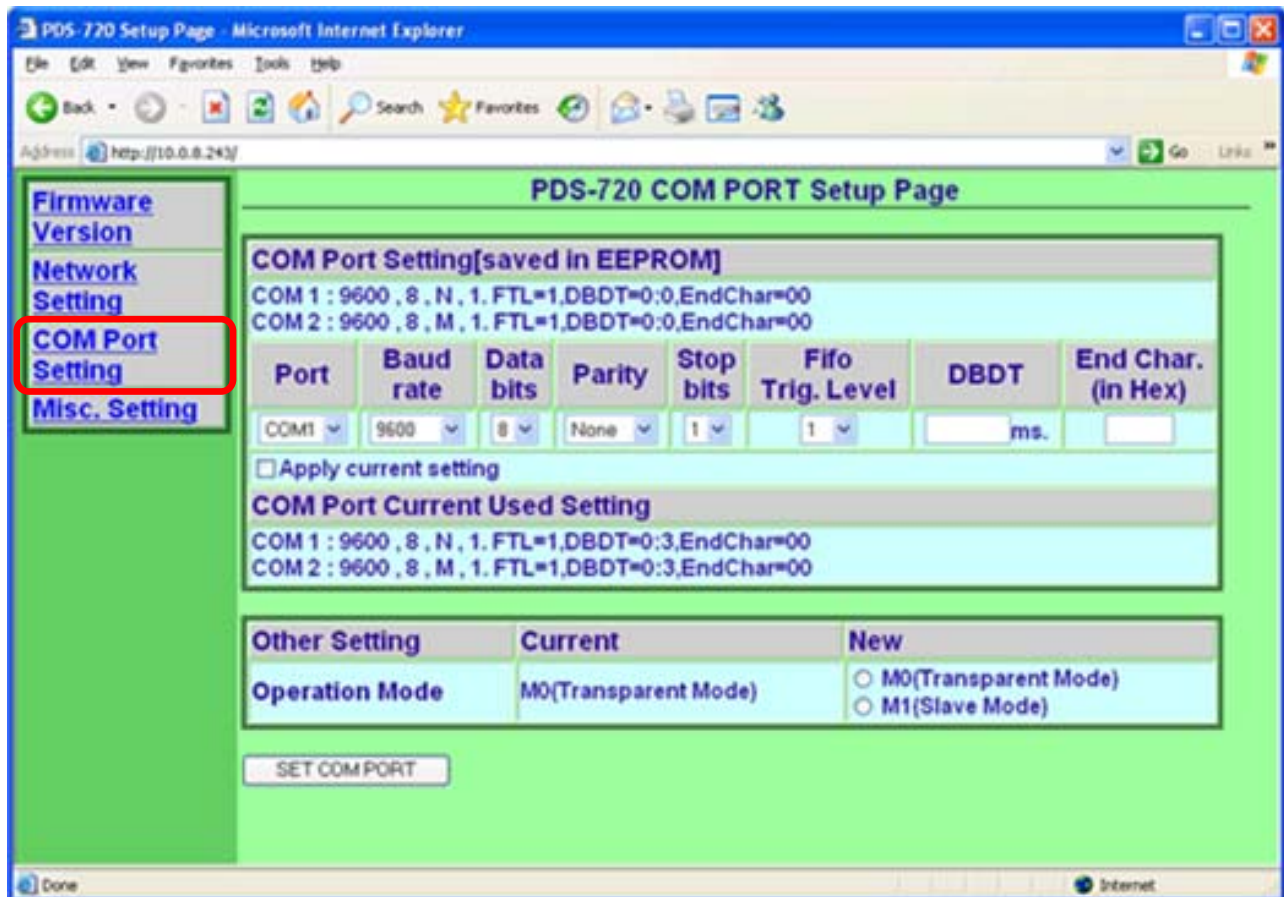 PDS-720 Setup Page - Microsoft Internet Explorer
File Edit View Favorites Tools Help
Back Search Favorites
Address http://10.0.8.243/ Go Links
Firmware
Version
Network
Setting
COM Port
Setting
Misc. Setting
PDS-720 COM PORT Setup Page
COM Port Setting[saved in EEPROM]
COM 1 : 9600 , 8 , N , 1. FTL=1,DBDT=0:0,EndChar=00
COM 2 : 9600 , 8 , M , 1. FTL=1,DBDT=0:0,EndChar=00
Port Baud rate Data bits Parity Stop bits Fifo Trig. Level DBDT End Char. (in Hex)
COM1 9600 8 None 1 1 ms.
Apply current setting
COM Port Current Used Setting
COM 1 : 9600 , 8 , N , 1. FTL=1,DBDT=0:3,EndChar=00
COM 2 : 9600 , 8 , M , 1. FTL=1,DBDT=0:3,EndChar=00
Other Setting Current New
Operation Mode M0(Transparent Mode) M0(Transparent Mode)
M1(Slave Mode)
SET COM PORT
Done Internet